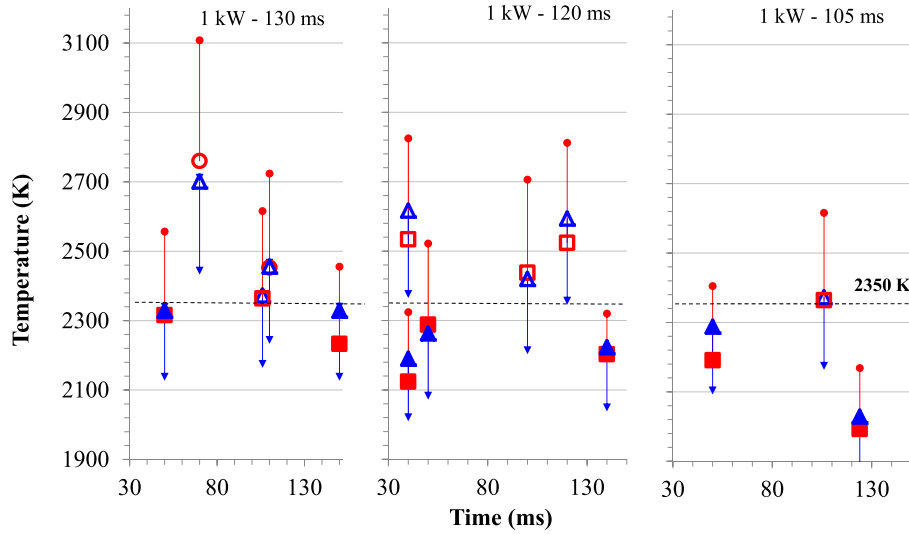 1 kW - 130 ms
1 kW - 120 ms
1 kW - 105 ms
Temperature (K)
3100
2900
2700
2500
2300
2100
1900
2350 K
30 80 130
30 80 130
30 80 130
Time (ms)